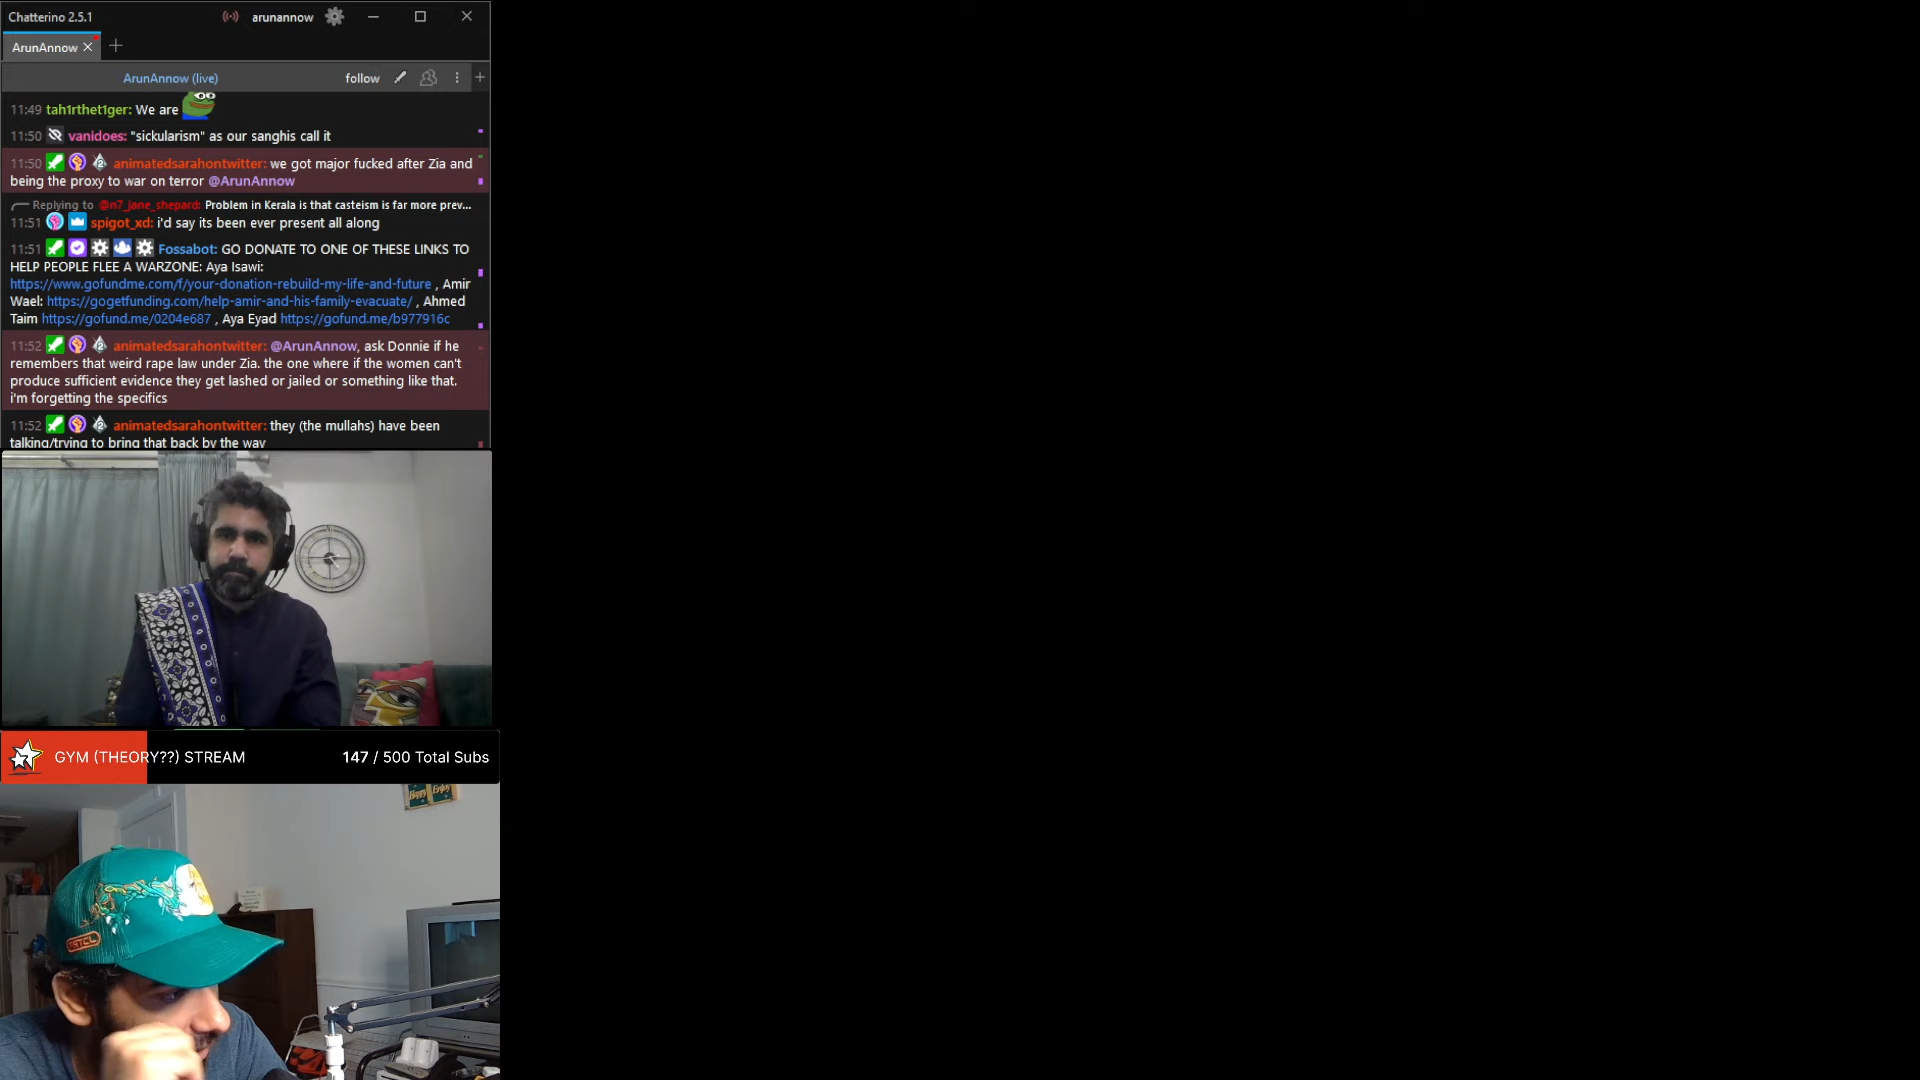 Chatterino 2.5.1
arunannow
ArunAnnow
ArunAnnow (live)
follow
11:49 tah1rthet1ger: We are
11:50 vanidoes: "sickularism" as our sanghis call it
11:50 animatedsarahontwitter: we got major fucked after Zia and
being the proxy to war on terror @ArunAnnow
Replying to @n7_jane_shepard: Problem in Kerala is that casteism is far more prev...
11:51 spigot_xd: i'd say its been ever present all along
11:51 Fossabot: GO DONATE TO ONE OF THESE LINKS TO
HELP PEOPLE FLEE A WARZONE: Aya Isawi:
https://www.gofundme.com/f/your-donation-rebuild-my-life-and-future , Amir
Wael: https://gogetfunding.com/help-amir-and-his-family-evacuate/ , Ahmed
Taim https://gofund.me/0204e687 , Aya Eyad https://gofund.me/b977916c
11:52 animatedsarahontwitter: @ArunAnnow, ask Donnie if he
remembers that weird rape law under Zia. the one where if the women can't
produce sufficient evidence they get lashed or jailed or something like that.
i'm forgetting the specifics
11:52 animatedsarahontwitter: they (the mullahs) have been
talking/trying to bring that back by the way
GYM (THEORY??) STREAM
147 / 500 Total Subs
Enjoy